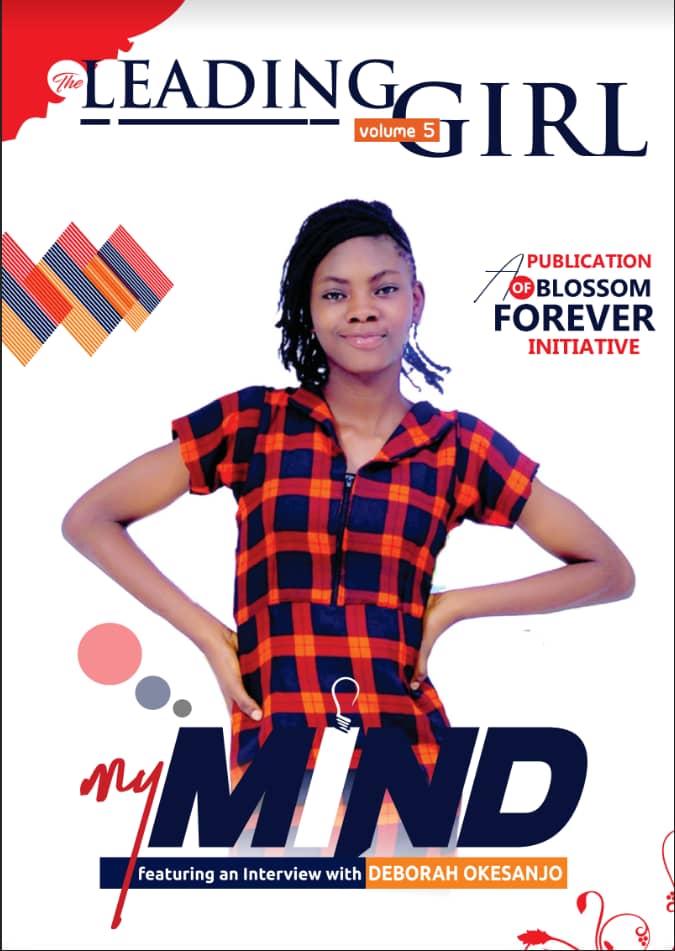 The LEADING
GIRL
volume 5
A PUBLICATION
OF BLOSSOM
FOREVER
INITIATIVE
my MIND
featuring an Interview with DEBORAH OKESANJO